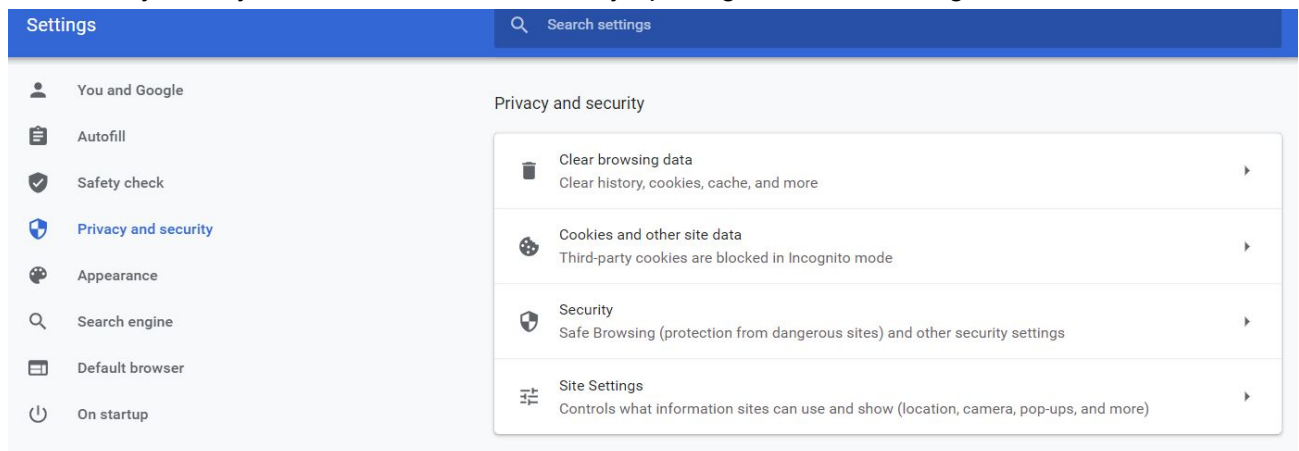 Settings
Search settings
You and Google
Autofill
Safety check
Privacy and security
Appearance
Search engine
Default browser
On startup
Privacy and security
Clear browsing data
Clear history, cookies, cache, and more
Cookies and other site data
Third-party cookies are blocked in Incognito mode
Security
Safe Browsing (protection from dangerous sites) and other security settings
Site Settings
Controls what information sites can use and show (location, camera, pop-ups, and more)